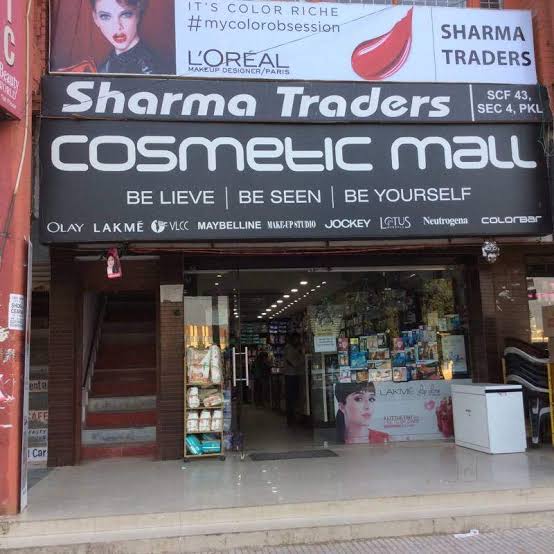 IT'S COLOR RICHE
#mycolorobsession
L'ORÉAL
MAKEUP DESIGNER/PARIS
SHARMA
TRADERS
Sharma Traders
SCF 43,
SEC 4, PKL
COSMETIC MALL
BE LIEVE | BE SEEN | BE YOURSELF
OLAY LAKMÉ VLCC MAYBELLINE MAKE-UP STUDIO JOCKEY LOTUS Neutrogena COLORBAR
LAKMÉ